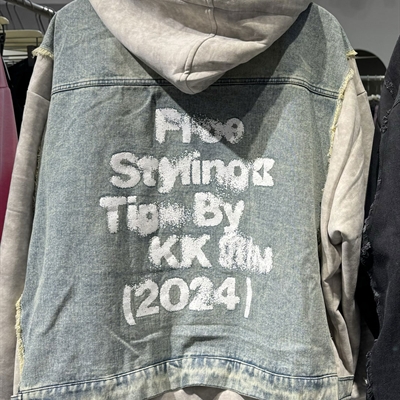 Free
Styling
Tips By
KK
(2024)